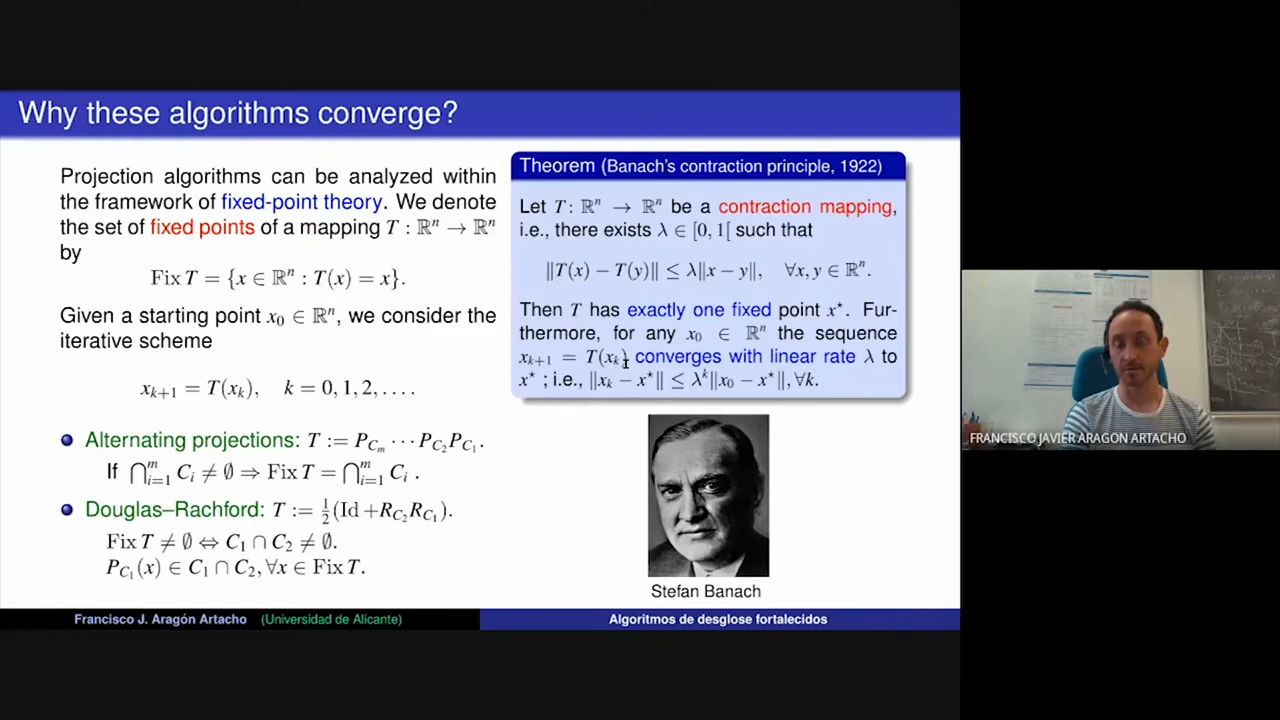 Why these algorithms converge?
Projection algorithms can be analyzed within
the framework of fixed-point theory. We denote
the set of fixed points of a mapping T : ℝⁿ → ℝⁿ
by
Fix T = {x ∈ ℝⁿ : T(x) = x}.
Given a starting point x₀ ∈ ℝⁿ, we consider the
iterative scheme
xₖ₊₁ = T(xₖ), k = 0, 1, 2, . . . .
Alternating projections: T := P_{C_m} ⋯ P_{C_2} P_{C_1}.
If ⋂_{i=1}^{m} C_i ≠ ∅ ⇒ Fix T = ⋂_{i=1}^{m} C_i .
Douglas–Rachford: T := ½(Id + R_{C_2} R_{C_1}).
Fix T ≠ ∅ ⇔ C₁ ∩ C₂ ≠ ∅.
P_{C_1}(x) ∈ C₁ ∩ C₂, ∀x ∈ Fix T.
Theorem (Banach's contraction principle, 1922)
Let T : ℝⁿ → ℝⁿ be a contraction mapping,
i.e., there exists λ ∈ [0, 1[ such that
‖T(x) − T(y)‖ ≤ λ‖x − y‖, ∀x, y ∈ ℝⁿ.
Then T has exactly one fixed point x⋆. Fur-
thermore, for any x₀ ∈ ℝⁿ the sequence
xₖ₊₁ = T(xₖ) converges with linear rate λ to
x⋆ ; i.e., ‖xₖ − x⋆‖ ≤ λᵏ‖x₀ − x⋆‖, ∀k.
Stefan Banach
Francisco J. Aragón Artacho (Universidad de Alicante)
Algoritmos de desglose fortalecidos
FRANCISCO JAVIER ARAGON ARTACHO